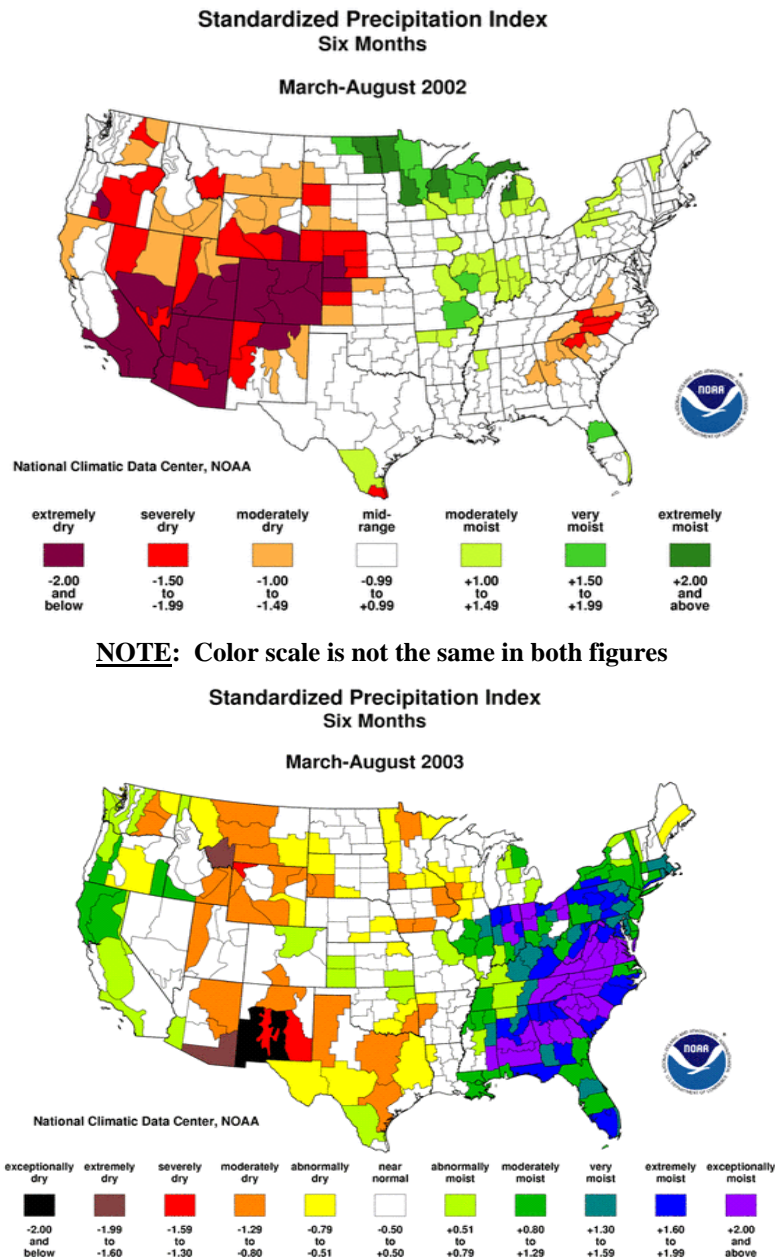 Standardized Precipitation Index
Six Months
March-August 2002
NOAA
National Climatic Data Center, NOAA
extremely dry severely dry moderately dry mid-range moderately moist very moist extremely moist
-2.00 and below -1.50 to -1.99 -1.00 to -1.49 -0.99 to +0.99 +1.00 to +1.49 +1.50 to +1.99 +2.00 and above
NOTE: Color scale is not the same in both figures
Standardized Precipitation Index
Six Months
March-August 2003
NOAA
National Climatic Data Center, NOAA
exceptionally dry extremely dry severely dry moderately dry abnormally dry near normal abnormally moist moderately moist very moist extremely moist exceptionally moist
-2.00 and below -1.99 to -1.60 -1.59 to -1.30 -1.29 to -0.80 -0.79 to -0.51 -0.50 to +0.50 +0.51 to +0.79 +0.80 to +1.29 +1.30 to +1.59 +1.60 to +1.99 +2.00 and above